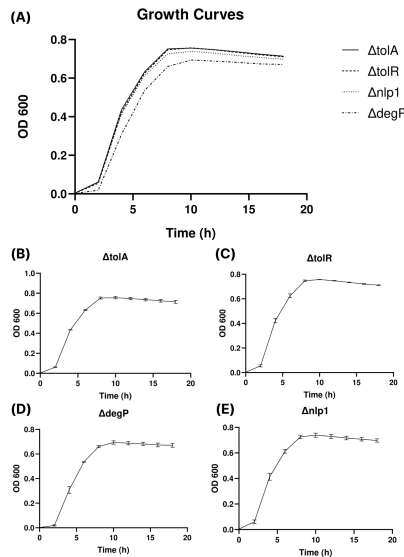 (A)
Growth Curves
0.8
0.6
0.4
0.2
0.0
OD 600
0
5
10
15
20
Time (h)
ΔtolA
ΔtolR
Δnlp1
ΔdegP
(B)
ΔtolA
1.0
0.8
0.6
0.4
0.2
0.0
OD 600
0
5
10
15
20
Time (h)
(C)
ΔtolR
0.8
0.6
0.4
0.2
0.0
OD 600
0
5
10
15
20
Time (h)
(D)
ΔdegP
0.8
0.6
0.4
0.2
0.0
OD 600
0
5
10
15
20
Time (h)
(E)
Δnlp1
0.8
0.6
0.4
0.2
0.0
OD 600
0
5
10
15
20
Time (h)